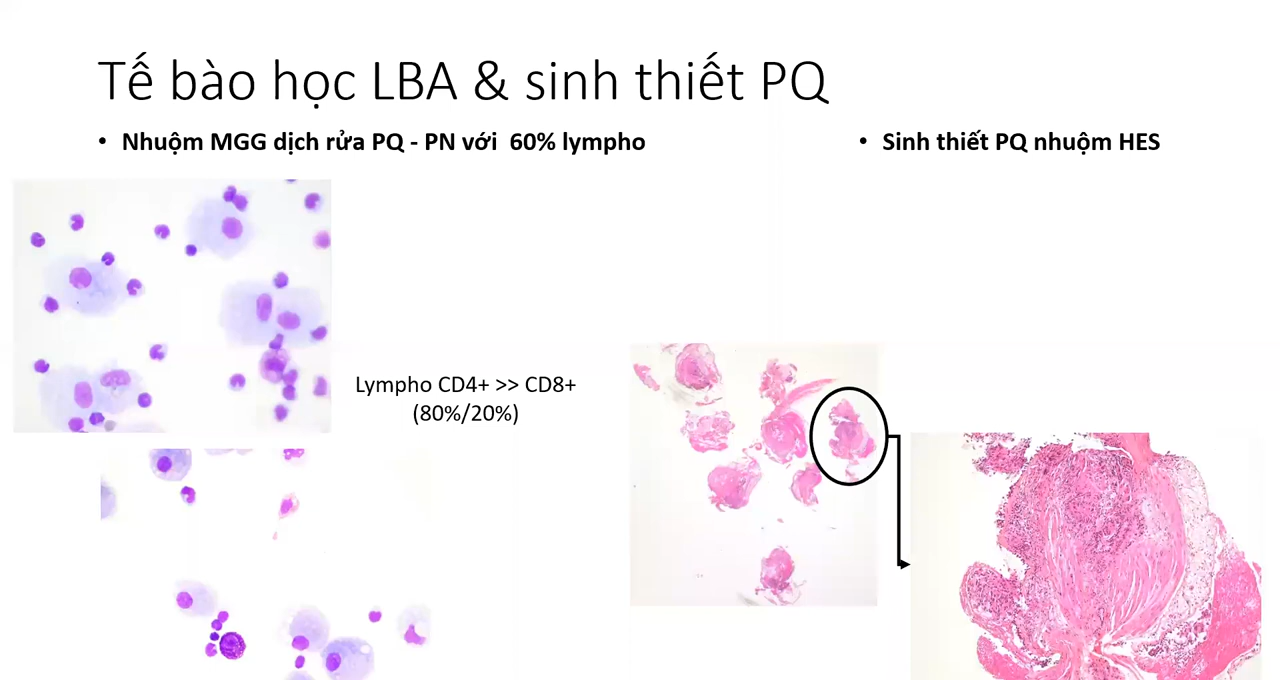 Tế bào học LBA & sinh thiết PQ
• Nhuộm MGG dịch rửa PQ - PN với 60% lympho
• Sinh thiết PQ nhuộm HES
Lympho CD4+ >> CD8+
(80%/20%)